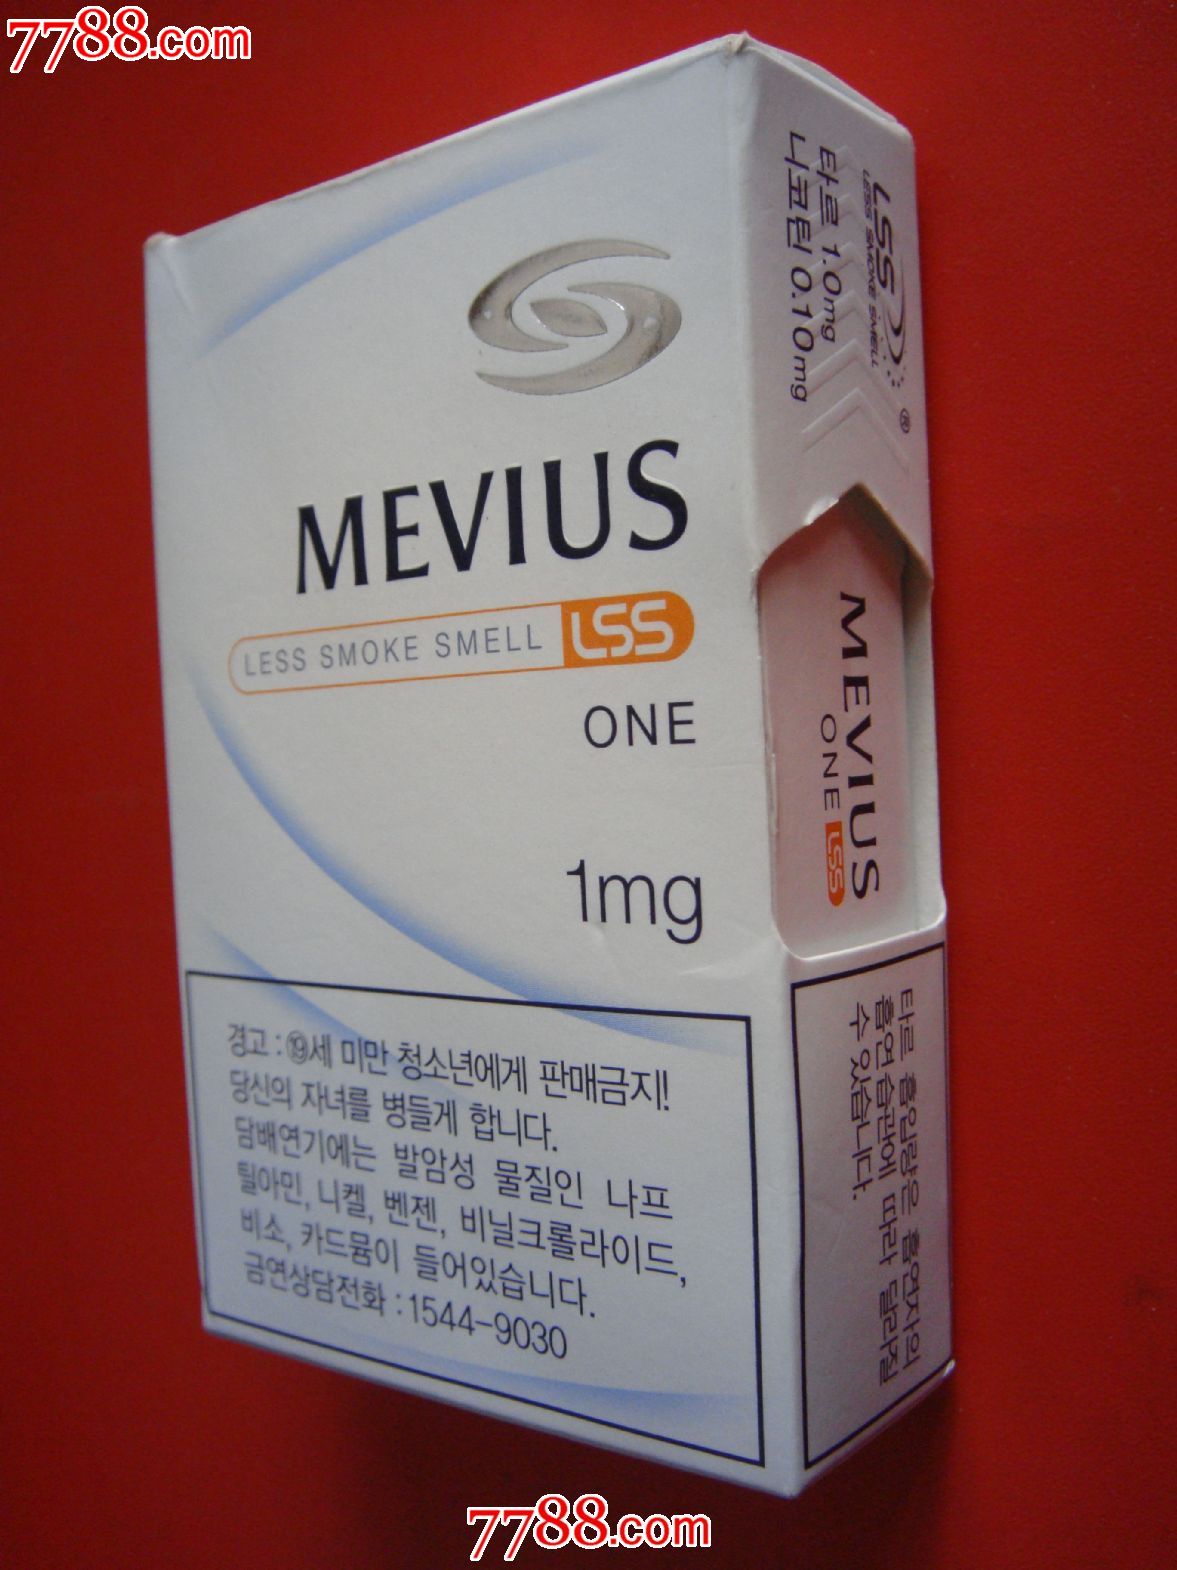 7788.com
MEVIUS
LESS SMOKE SMELL LSS
ONE
1mg
경고 : ⑲세 미만 청소년에게 판매금지!
당신의 자녀를 병들게 합니다.
담배연기에는 발암성 물질인 나프
틸아민, 니켈, 벤젠, 비닐크롤라이드,
비소, 카드뮴이 들어있습니다.
금연상담전화 : 1544-9030
LSS
LESS SMOKE SMELL
®
타르 1.0mg
니코틴 0.10mg
MEVIUS
ONE LSS
타르 흡입량은 흡연자의
흡연습관에 따라 달라질
수 있습니다.
7788.com